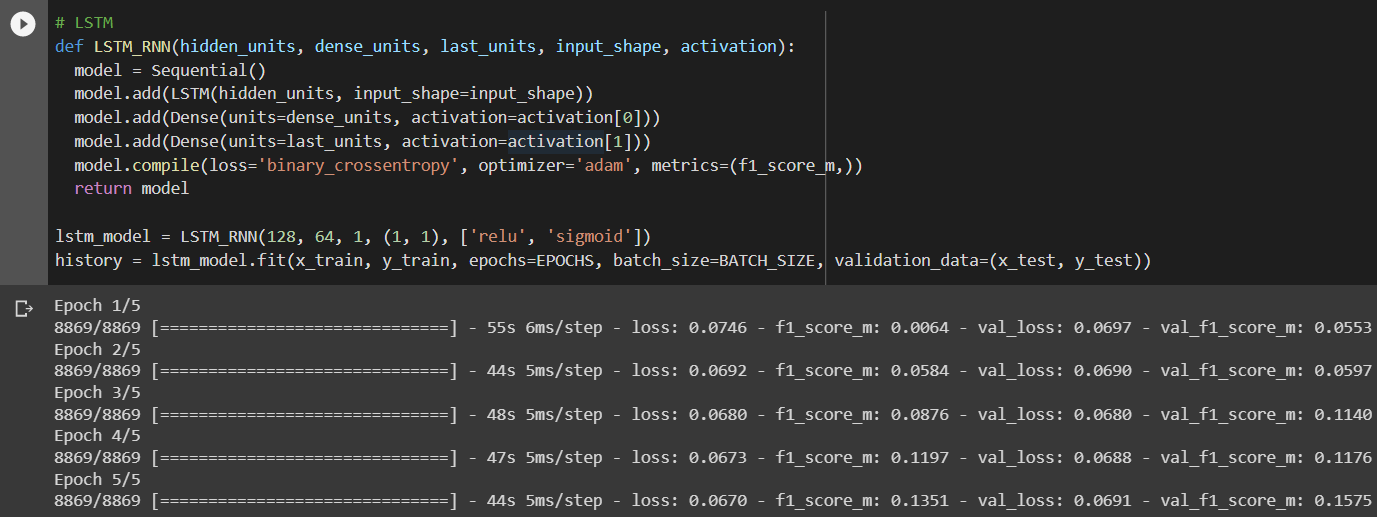 # LSTM
def LSTM_RNN(hidden_units, dense_units, last_units, input_shape, activation):
  model = Sequential()
  model.add(LSTM(hidden_units, input_shape=input_shape))
  model.add(Dense(units=dense_units, activation=activation[0]))
  model.add(Dense(units=last_units, activation=activation[1]))
  model.compile(loss='binary_crossentropy', optimizer='adam', metrics=(f1_score_m,))
  return model

lstm_model = LSTM_RNN(128, 64, 1, (1, 1), ['relu', 'sigmoid'])
history = lstm_model.fit(x_train, y_train, epochs=EPOCHS, batch_size=BATCH_SIZE, validation_data=(x_test, y_test))
Epoch 1/5
8869/8869 [==============================] - 55s 6ms/step - loss: 0.0746 - f1_score_m: 0.0064 - val_loss: 0.0697 - val_f1_score_m: 0.0553
Epoch 2/5
8869/8869 [==============================] - 44s 5ms/step - loss: 0.0692 - f1_score_m: 0.0584 - val_loss: 0.0690 - val_f1_score_m: 0.0597
Epoch 3/5
8869/8869 [==============================] - 48s 5ms/step - loss: 0.0680 - f1_score_m: 0.0876 - val_loss: 0.0680 - val_f1_score_m: 0.1140
Epoch 4/5
8869/8869 [==============================] - 47s 5ms/step - loss: 0.0673 - f1_score_m: 0.1197 - val_loss: 0.0688 - val_f1_score_m: 0.1176
Epoch 5/5
8869/8869 [==============================] - 44s 5ms/step - loss: 0.0670 - f1_score_m: 0.1351 - val_loss: 0.0691 - val_f1_score_m: 0.1575